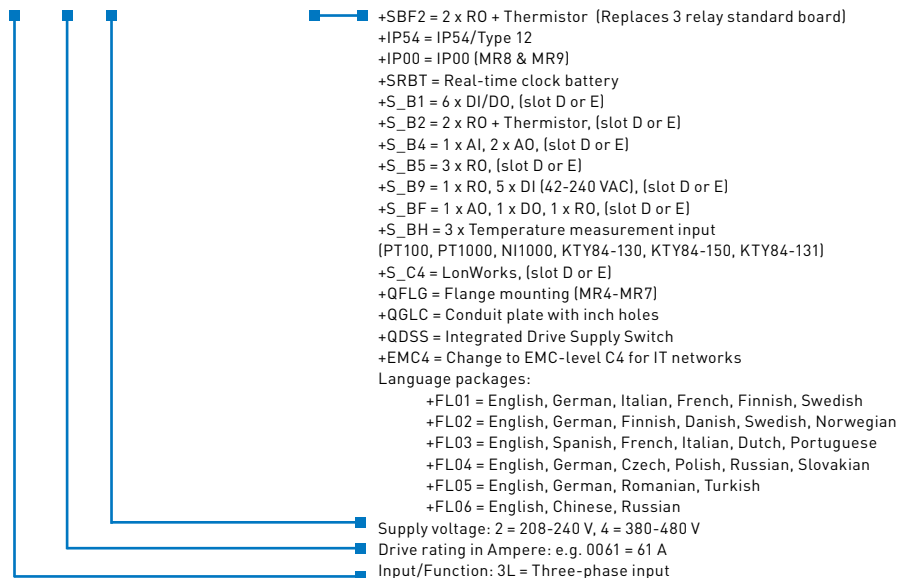 +SBF2 = 2 x RO + Thermistor (Replaces 3 relay standard board)
+IP54 = IP54/Type 12
+IP00 = IP00 (MR8 & MR9)
+SRBT = Real-time clock battery
+S_B1 = 6 x DI/DO, (slot D or E)
+S_B2 = 2 x RO + Thermistor, (slot D or E)
+S_B4 = 1 x AI, 2 x AO, (slot D or E)
+S_B5 = 3 x RO, (slot D or E)
+S_B9 = 1 x RO, 5 x DI (42-240 VAC), (slot D or E)
+S_BF = 1 x AO, 1 x DO, 1 x RO, (slot D or E)
+S_BH = 3 x Temperature measurement input
(PT100, PT1000, NI1000, KTY84-130, KTY84-150, KTY84-131)
+S_C4 = LonWorks, (slot D or E)
+QFLG = Flange mounting (MR4-MR7)
+QGLC = Conduit plate with inch holes
+QDSS = Integrated Drive Supply Switch
+EMC4 = Change to EMC-level C4 for IT networks
Language packages:
+FL01 = English, German, Italian, French, Finnish, Swedish
+FL02 = English, German, Finnish, Danish, Swedish, Norwegian
+FL03 = English, Spanish, French, Italian, Dutch, Portuguese
+FL04 = English, German, Czech, Polish, Russian, Slovakian
+FL05 = English, German, Romanian, Turkish
+FL06 = English, Chinese, Russian
Supply voltage: 2 = 208-240 V, 4 = 380-480 V
Drive rating in Ampere: e.g. 0061 = 61 A
Input/Function: 3L = Three-phase input